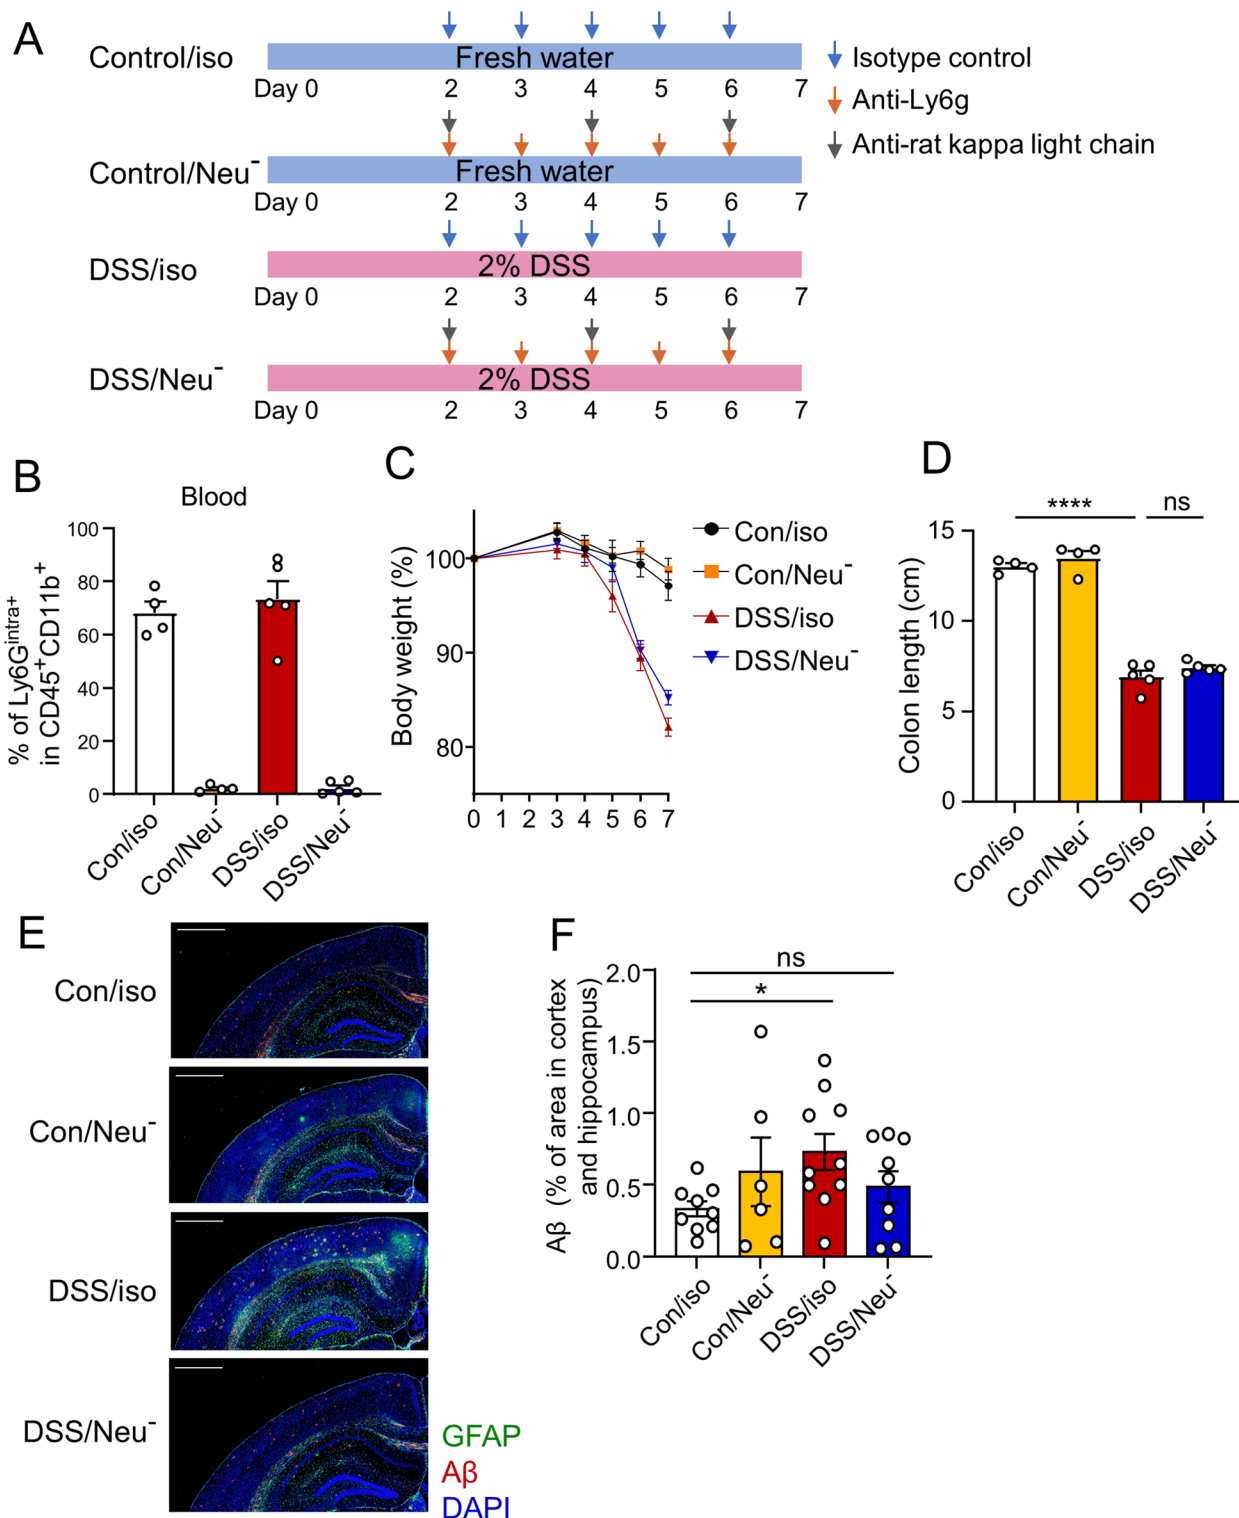 A
Control/iso
Fresh water
Day 0 2 3 4 5 6 7
Isotype control
Anti-Ly6g
Anti-rat kappa light chain
Control/Neu⁻
Fresh water
Day 0 2 3 4 5 6 7
DSS/iso
2% DSS
Day 0 2 3 4 5 6 7
DSS/Neu⁻
2% DSS
Day 0 2 3 4 5 6 7
B
Blood
% of Ly6G^intra+
in CD45⁺CD11b⁺
100
80
60
40
20
0
Con/iso
Con/Neu⁻
DSS/iso
DSS/Neu⁻
C
Body weight (%)
100
90
80
0 1 2 3 4 5 6 7
Con/iso
Con/Neu⁻
DSS/iso
DSS/Neu⁻
D
**** ns
Colon length (cm)
15
10
5
0
Con/iso
Con/Neu⁻
DSS/iso
DSS/Neu⁻
E
Con/iso
Con/Neu⁻
DSS/iso
DSS/Neu⁻
GFAP
Aβ
DAPI
F
ns
*
Aβ (% of area in cortex
and hippocampus)
2.0
1.5
1.0
0.5
0.0
Con/iso
Con/Neu⁻
DSS/iso
DSS/Neu⁻